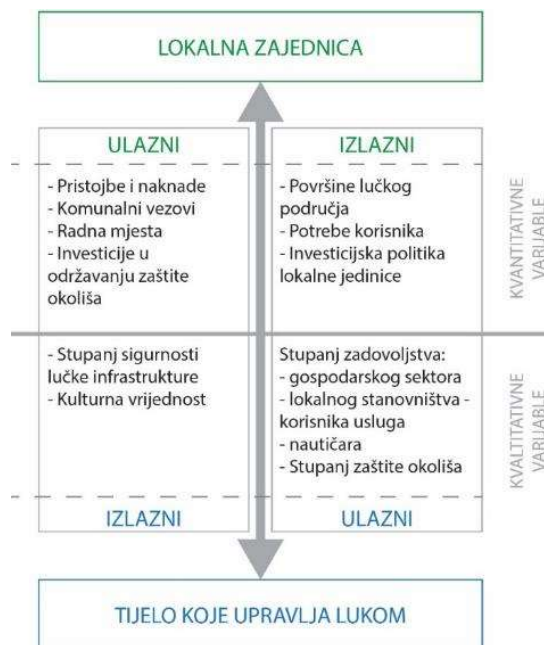 LOKALNA ZAJEDNICA
ULAZNI
- Pristojbe i naknade
- Komunalni vezovi
- Radna mjesta
- Investicije u
održavanju zaštite
okoliša
IZLAZNI
- Površine lučkog
područja
- Potrebe korisnika
- Investicijska politika
lokalne jedinice
KVANTITATIVNE
VARIJABLE
- Stupanj sigurnosti
lučke infrastrukture
- Kulturna vrijednost
IZLAZNI
Stupanj zadovoljstva:
- gospodarskog sektora
- lokalnog stanovništva -
korisnika usluga
- nautičara
- Stupanj zaštite okoliša
ULAZNI
KVALTITATIVNE
VARIJABLE
TIJELO KOJE UPRAVLJA LUKOM